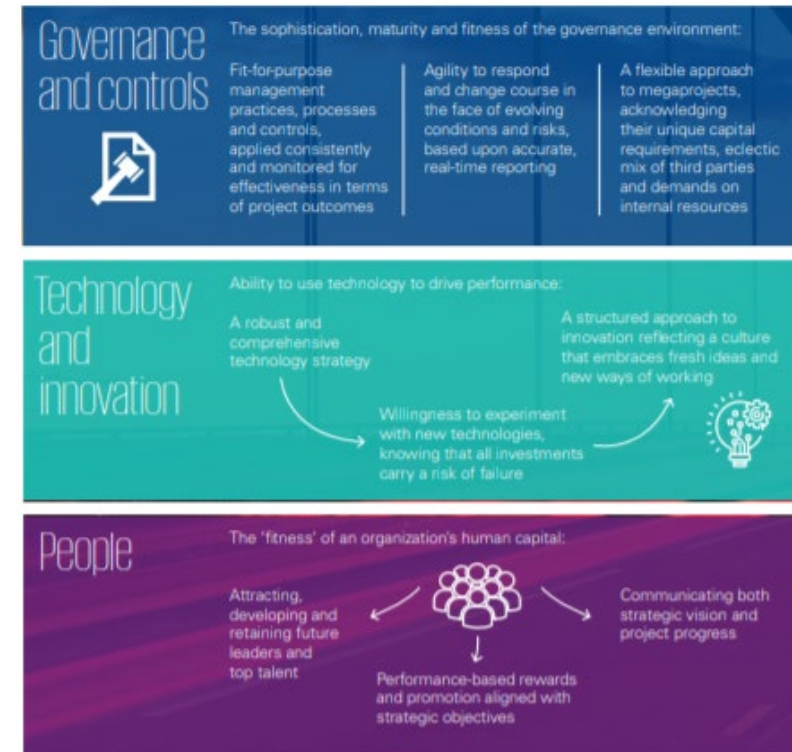 Governance
and controls
The sophistication, maturity and fitness of the governance environment:
Fit-for-purpose
management
practices, processes
and controls,
applied consistently
and monitored for
effectiveness in terms
of project outcomes
Agility to respond
and change course in
the face of evolving
conditions and risks,
based upon accurate,
real-time reporting
A flexible approach
to megaprojects,
acknowledging
their unique capital
requirements, eclectic
mix of third parties
and demands on
internal resources
Technology
and
innovation
Ability to use technology to drive performance:
A robust and
comprehensive
technology strategy
Willingness to experiment
with new technologies,
knowing that all investments
carry a risk of failure
A structured approach to
innovation reflecting a culture
that embraces fresh ideas and
new ways of working
People
The 'fitness' of an organization's human capital:
Attracting,
developing and
retaining future
leaders and
top talent
Performance-based rewards
and promotion aligned with
strategic objectives
Communicating both
strategic vision and
project progress